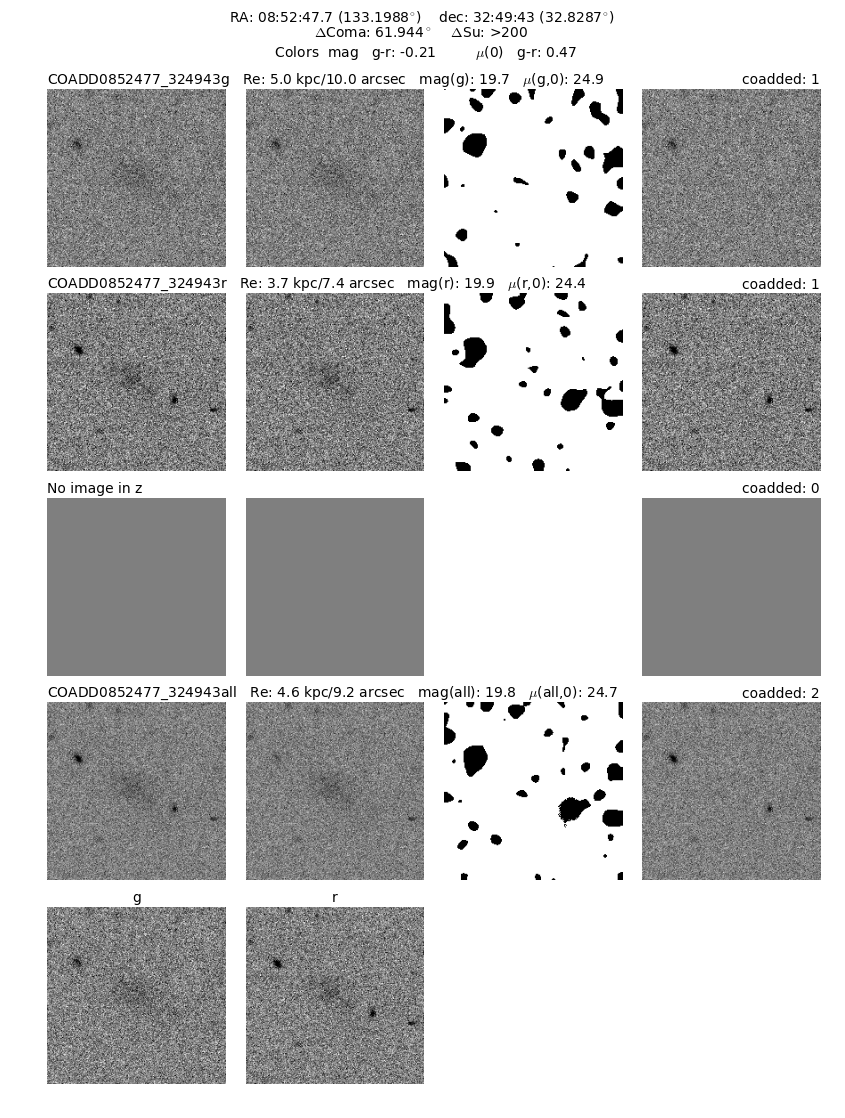 RA: 08:52:47.7 (133.1988°) dec: 32:49:43 (32.8287°)
ΔComa: 61.944° ΔSu: >200
Colors mag g-r: -0.21 μ(0) g-r: 0.47
COADD0852477_324943g Re: 5.0 kpc/10.0 arcsec mag(g): 19.7 μ(g,0): 24.9 coadded: 1
COADD0852477_324943r Re: 3.7 kpc/7.4 arcsec mag(r): 19.9 μ(r,0): 24.4 coadded: 1
No image in z coadded: 0
COADD0852477_324943all Re: 4.6 kpc/9.2 arcsec mag(all): 19.8 μ(all,0): 24.7 coadded: 2
g r